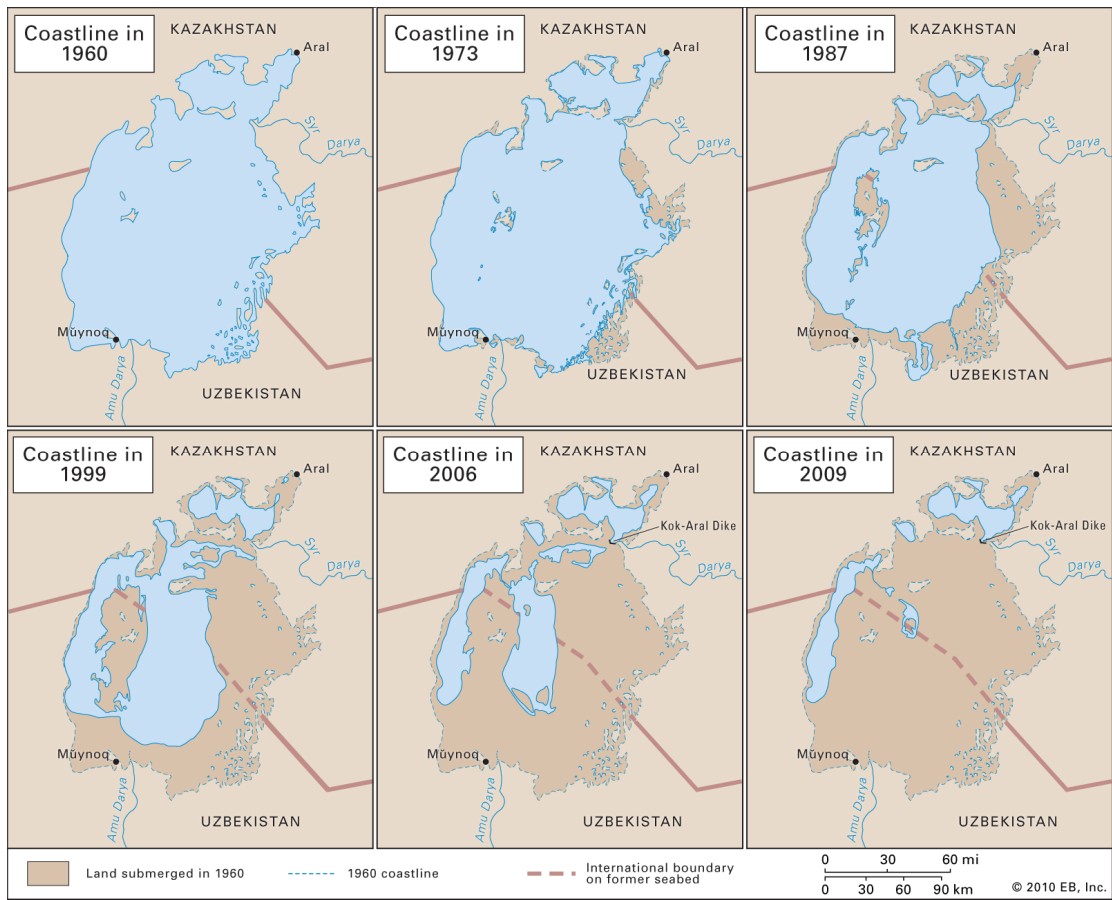 Coastline in
1960
KAZAKHSTAN
Aral
Syr
Darya
Mŭynoq
Amu Darya
UZBEKISTAN
Coastline in
1973
KAZAKHSTAN
Aral
Syr
Darya
Mŭynoq
Amu Darya
UZBEKISTAN
Coastline in
1987
KAZAKHSTAN
Aral
Syr
Darya
Mŭynoq
Amu Darya
UZBEKISTAN
Coastline in
1999
KAZAKHSTAN
Aral
Syr
Darya
Mŭynoq
Amu Darya
UZBEKISTAN
Coastline in
2006
KAZAKHSTAN
Aral
Kok-Aral Dike
Syr
Darya
Mŭynoq
Amu Darya
UZBEKISTAN
Coastline in
2009
KAZAKHSTAN
Aral
Kok-Aral Dike
Syr
Darya
Mŭynoq
Amu Darya
UZBEKISTAN
Land submerged in 1960
1960 coastline
International boundary
on former seabed
0 30 60 mi
0 30 60 90 km
© 2010 EB, Inc.